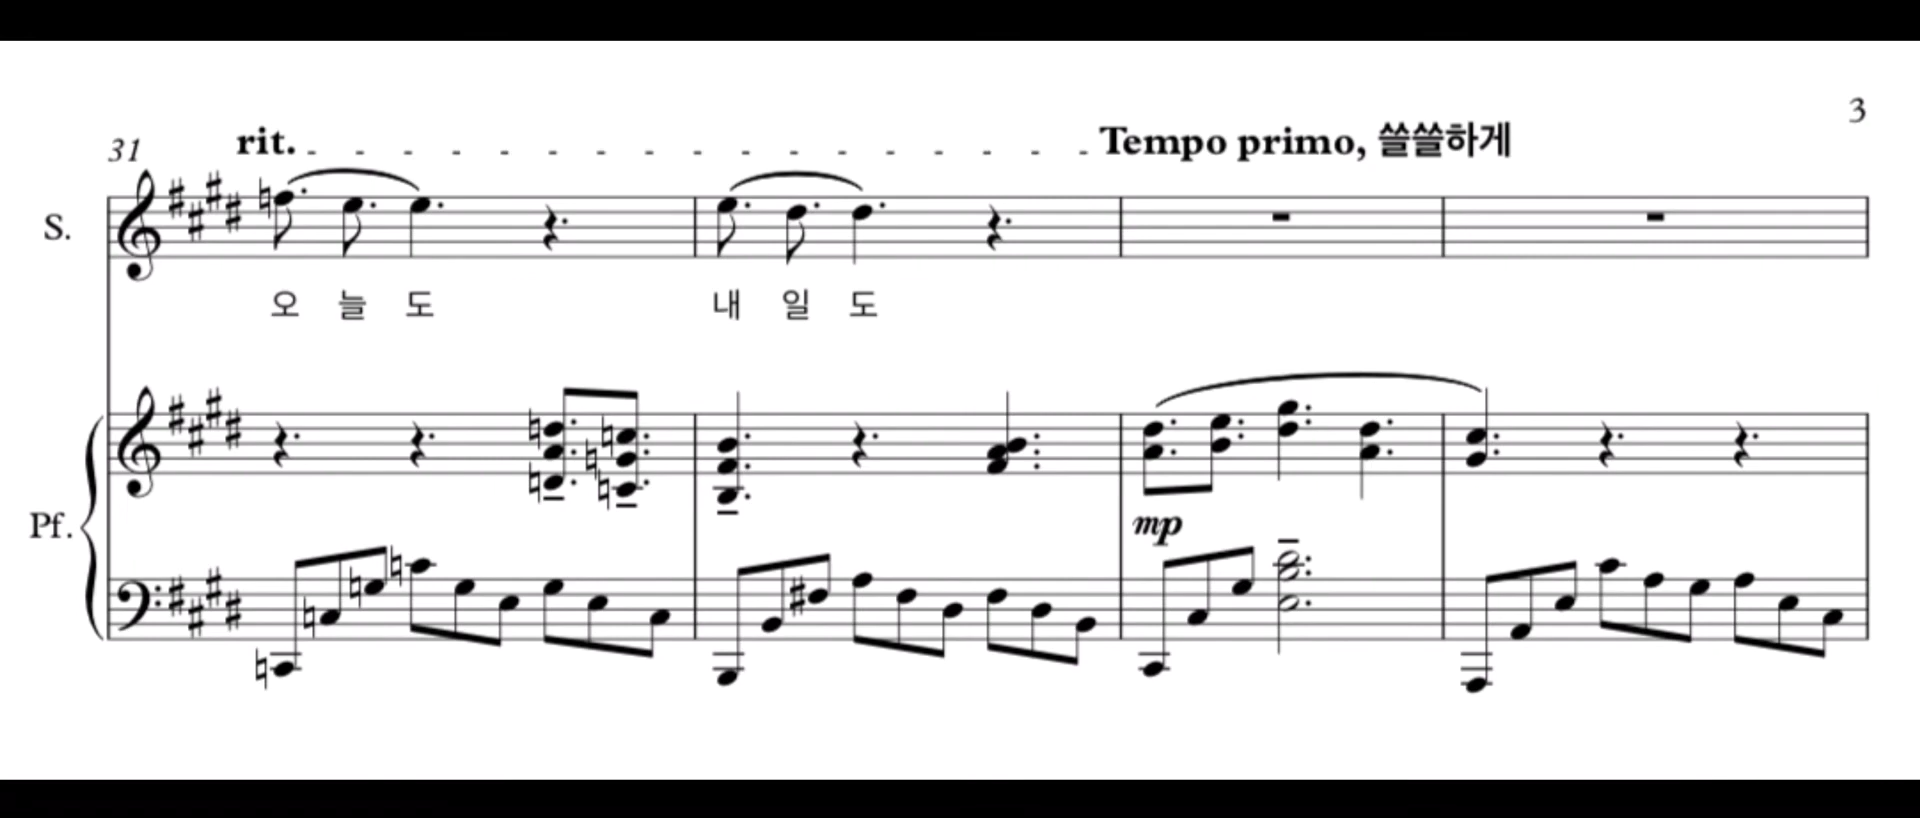 3
31 rit. Tempo primo, 쓸쓸하게
S.
오 늘 도 내 일 도
Pf.
mp